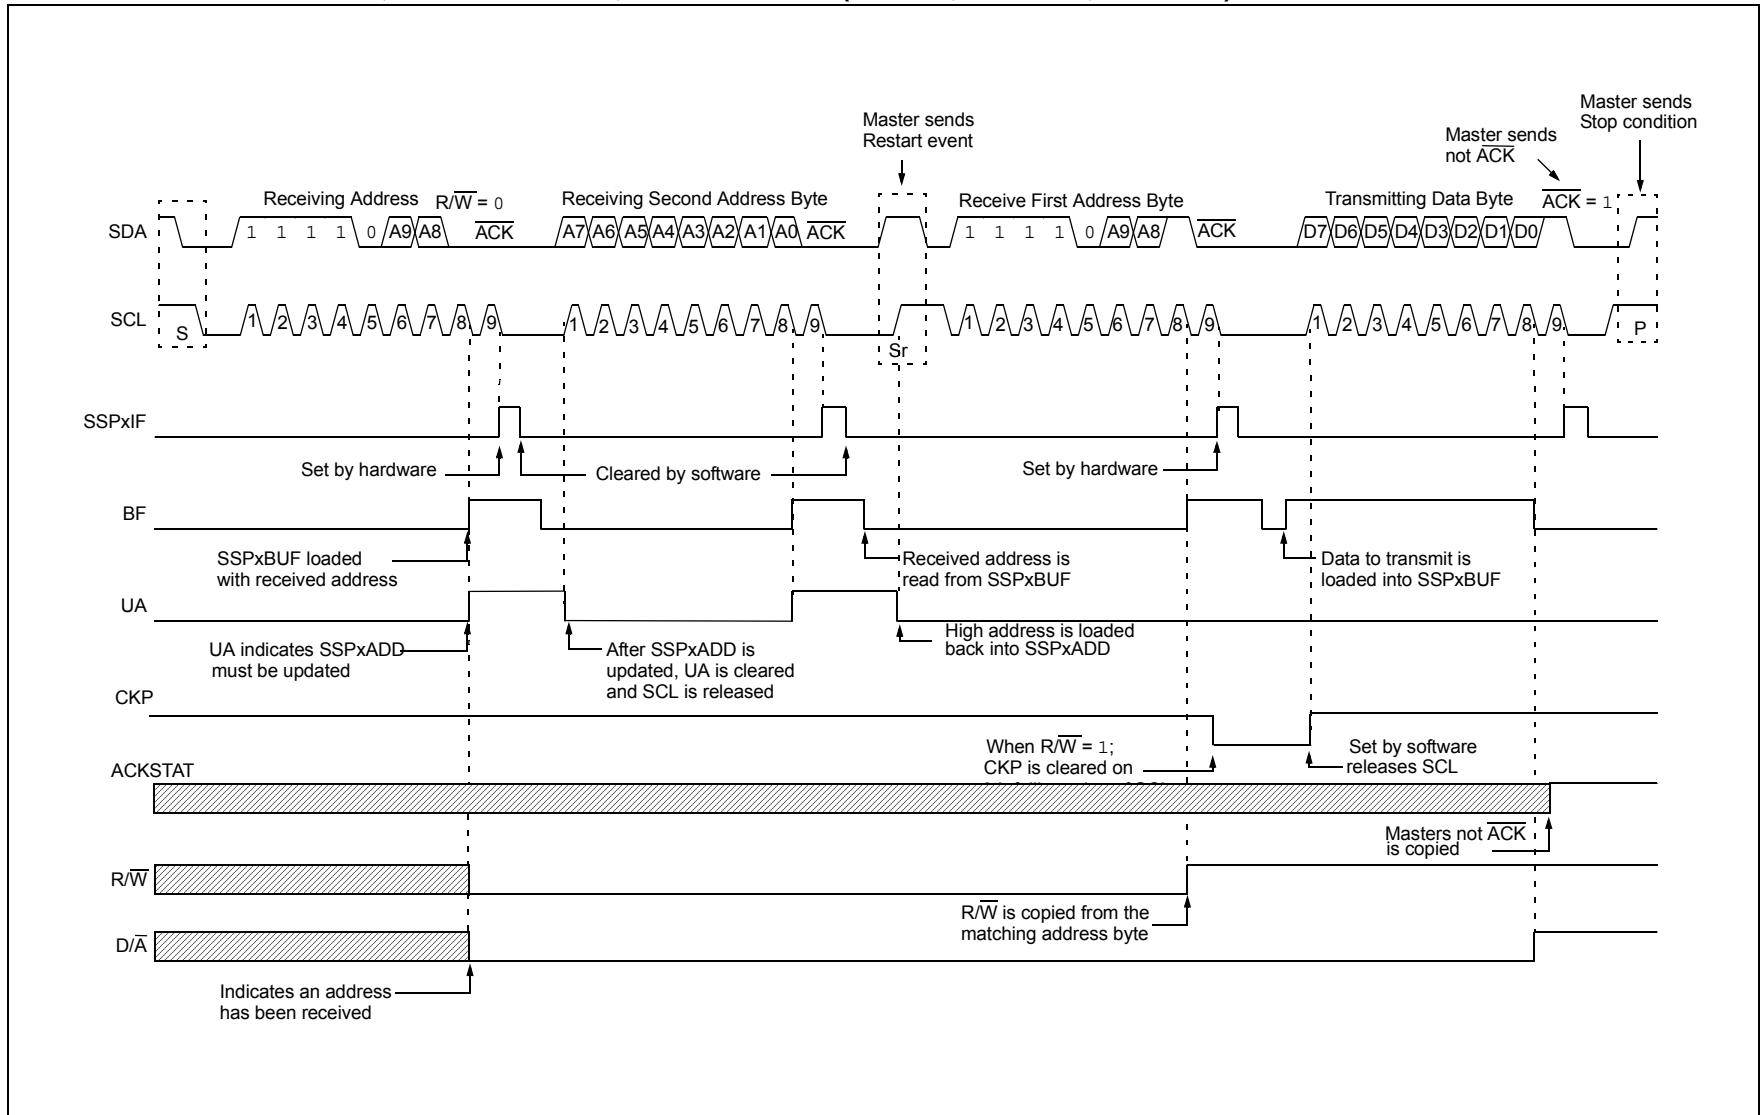 Master sends
Stop condition
Master sends
Restart event
Master sends
not A̅C̅K̅
Receiving Address R/W̅ = 0
Receiving Second Address Byte
Receive First Address Byte
Transmitting Data Byte
A̅C̅K̅ = 1
SDA 1 1 1 1 0 A9 A8 A̅C̅K̅ A7 A6 A5 A4 A3 A2 A1 A0 A̅C̅K̅ 1 1 1 1 0 A9 A8 A̅C̅K̅ D7 D6 D5 D4 D3 D2 D1 D0
SCL S 1 2 3 4 5 6 7 8 9 1 2 3 4 5 6 7 8 9 Sr 1 2 3 4 5 6 7 8 9 1 2 3 4 5 6 7 8 9 P
SSPxIF
Set by hardware
Cleared by software
Set by hardware
BF
SSPxBUF loaded
with received address
Received address is
read from SSPxBUF
Data to transmit is
loaded into SSPxBUF
UA
UA indicates SSPxADD
must be updated
After SSPxADD is
updated, UA is cleared
and SCL is released
High address is loaded
back into SSPxADD
CKP
When R/W̅ = 1;
CKP is cleared on
Set by software
releases SCL
ACKSTAT
Masters not A̅C̅K̅
is copied
R/W̅
R/W̅ is copied from the
matching address byte
D/A̅
Indicates an address
has been received